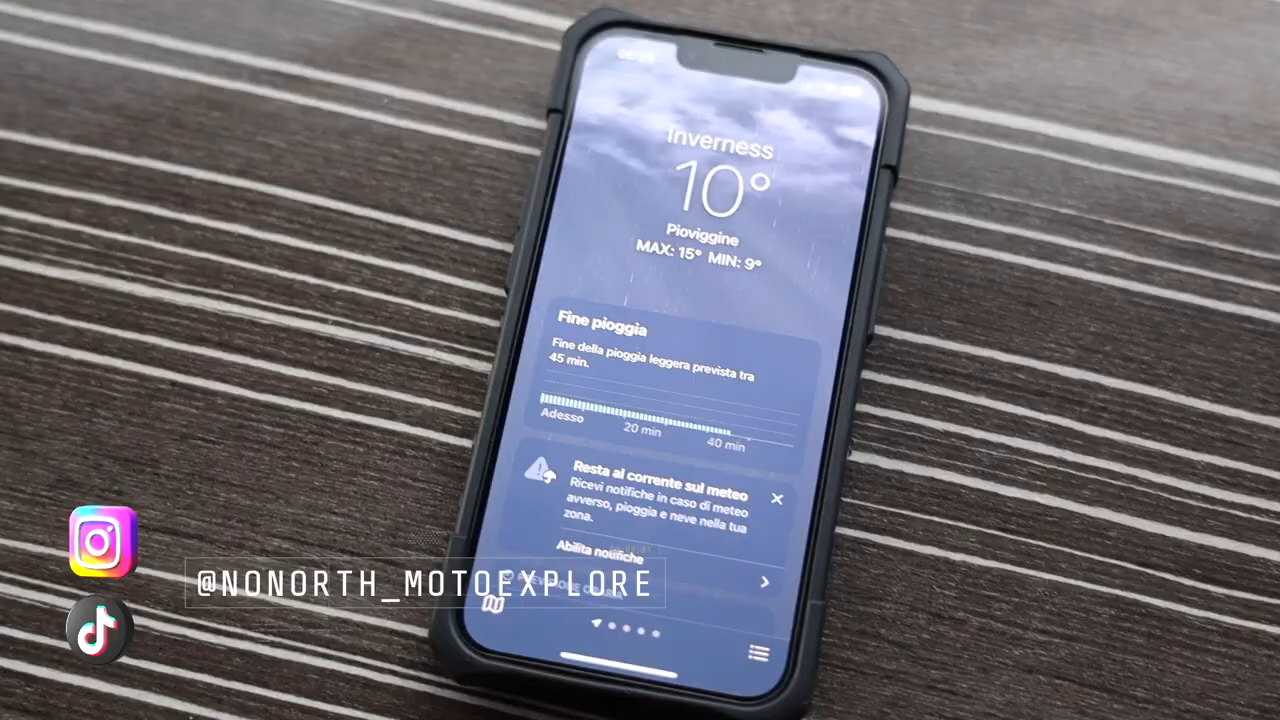 Inverness
10°
Pioviggine
MAX: 15° MIN: 9°
Fine pioggia
Fine della pioggia leggera prevista tra
45 min.
Adesso
20 min
40 min
Resta al corrente sul meteo
Ricevi notifiche in caso di meteo
avverso, pioggia e neve nella tua
zona.
Abilita notifiche
@NONORTH_MOTOEXPLORE